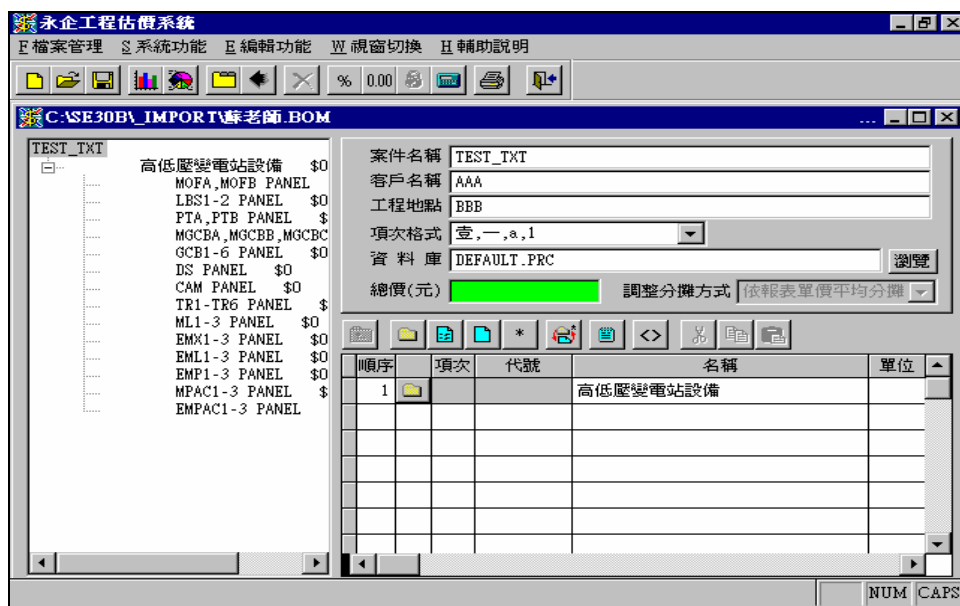 永企工程估價系統
F檔案管理 S系統功能 E編輯功能 W視窗切換 H輔助說明
% 0.00
C:\SE30B\_IMPORT\蘇老師.BOM ...
TEST_TXT
高低壓變電站設備 $0
MOFA,MOFB PANEL
LBS1-2 PANEL $0
PTA,PTB PANEL $
MGCBA,MGCBB,MGCBC
GCB1-6 PANEL $0
DS PANEL $0
CAM PANEL $0
TR1-TR6 PANEL $
ML1-3 PANEL $0
EMX1-3 PANEL $0
EML1-3 PANEL $0
EMP1-3 PANEL $0
MPAC1-3 PANEL $
EMPAC1-3 PANEL
案件名稱 TEST_TXT
客戶名稱 AAA
工程地點 BBB
項次格式 壹,一,a,1
資 料 庫 DEFAULT.PRC 瀏覽
總價(元) 調整分攤方式 依報表單價平均分攤
* <>
順序 項次 代號 名稱 單位
1 高低壓變電站設備
NUM CAPS